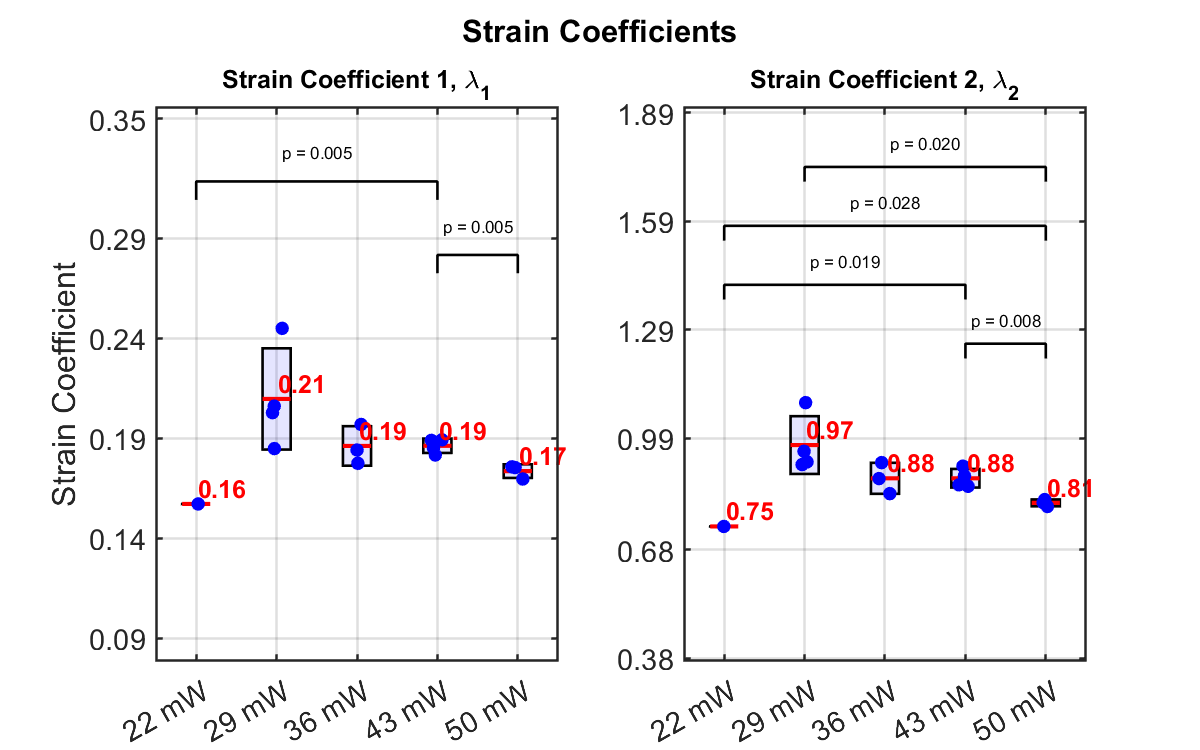 Strain Coefficients
Strain Coefficient 1, λ1
Strain Coefficient
0.35
0.29
0.24
0.19
0.14
0.09
p = 0.005
p = 0.005
0.16
0.21
0.19
0.19
0.17
22 mW
29 mW
36 mW
43 mW
50 mW
Strain Coefficient 2, λ2
1.89
1.59
1.29
0.99
0.68
0.38
p = 0.020
p = 0.028
p = 0.019
p = 0.008
0.75
0.97
0.88
0.88
0.81
22 mW
29 mW
36 mW
43 mW
50 mW